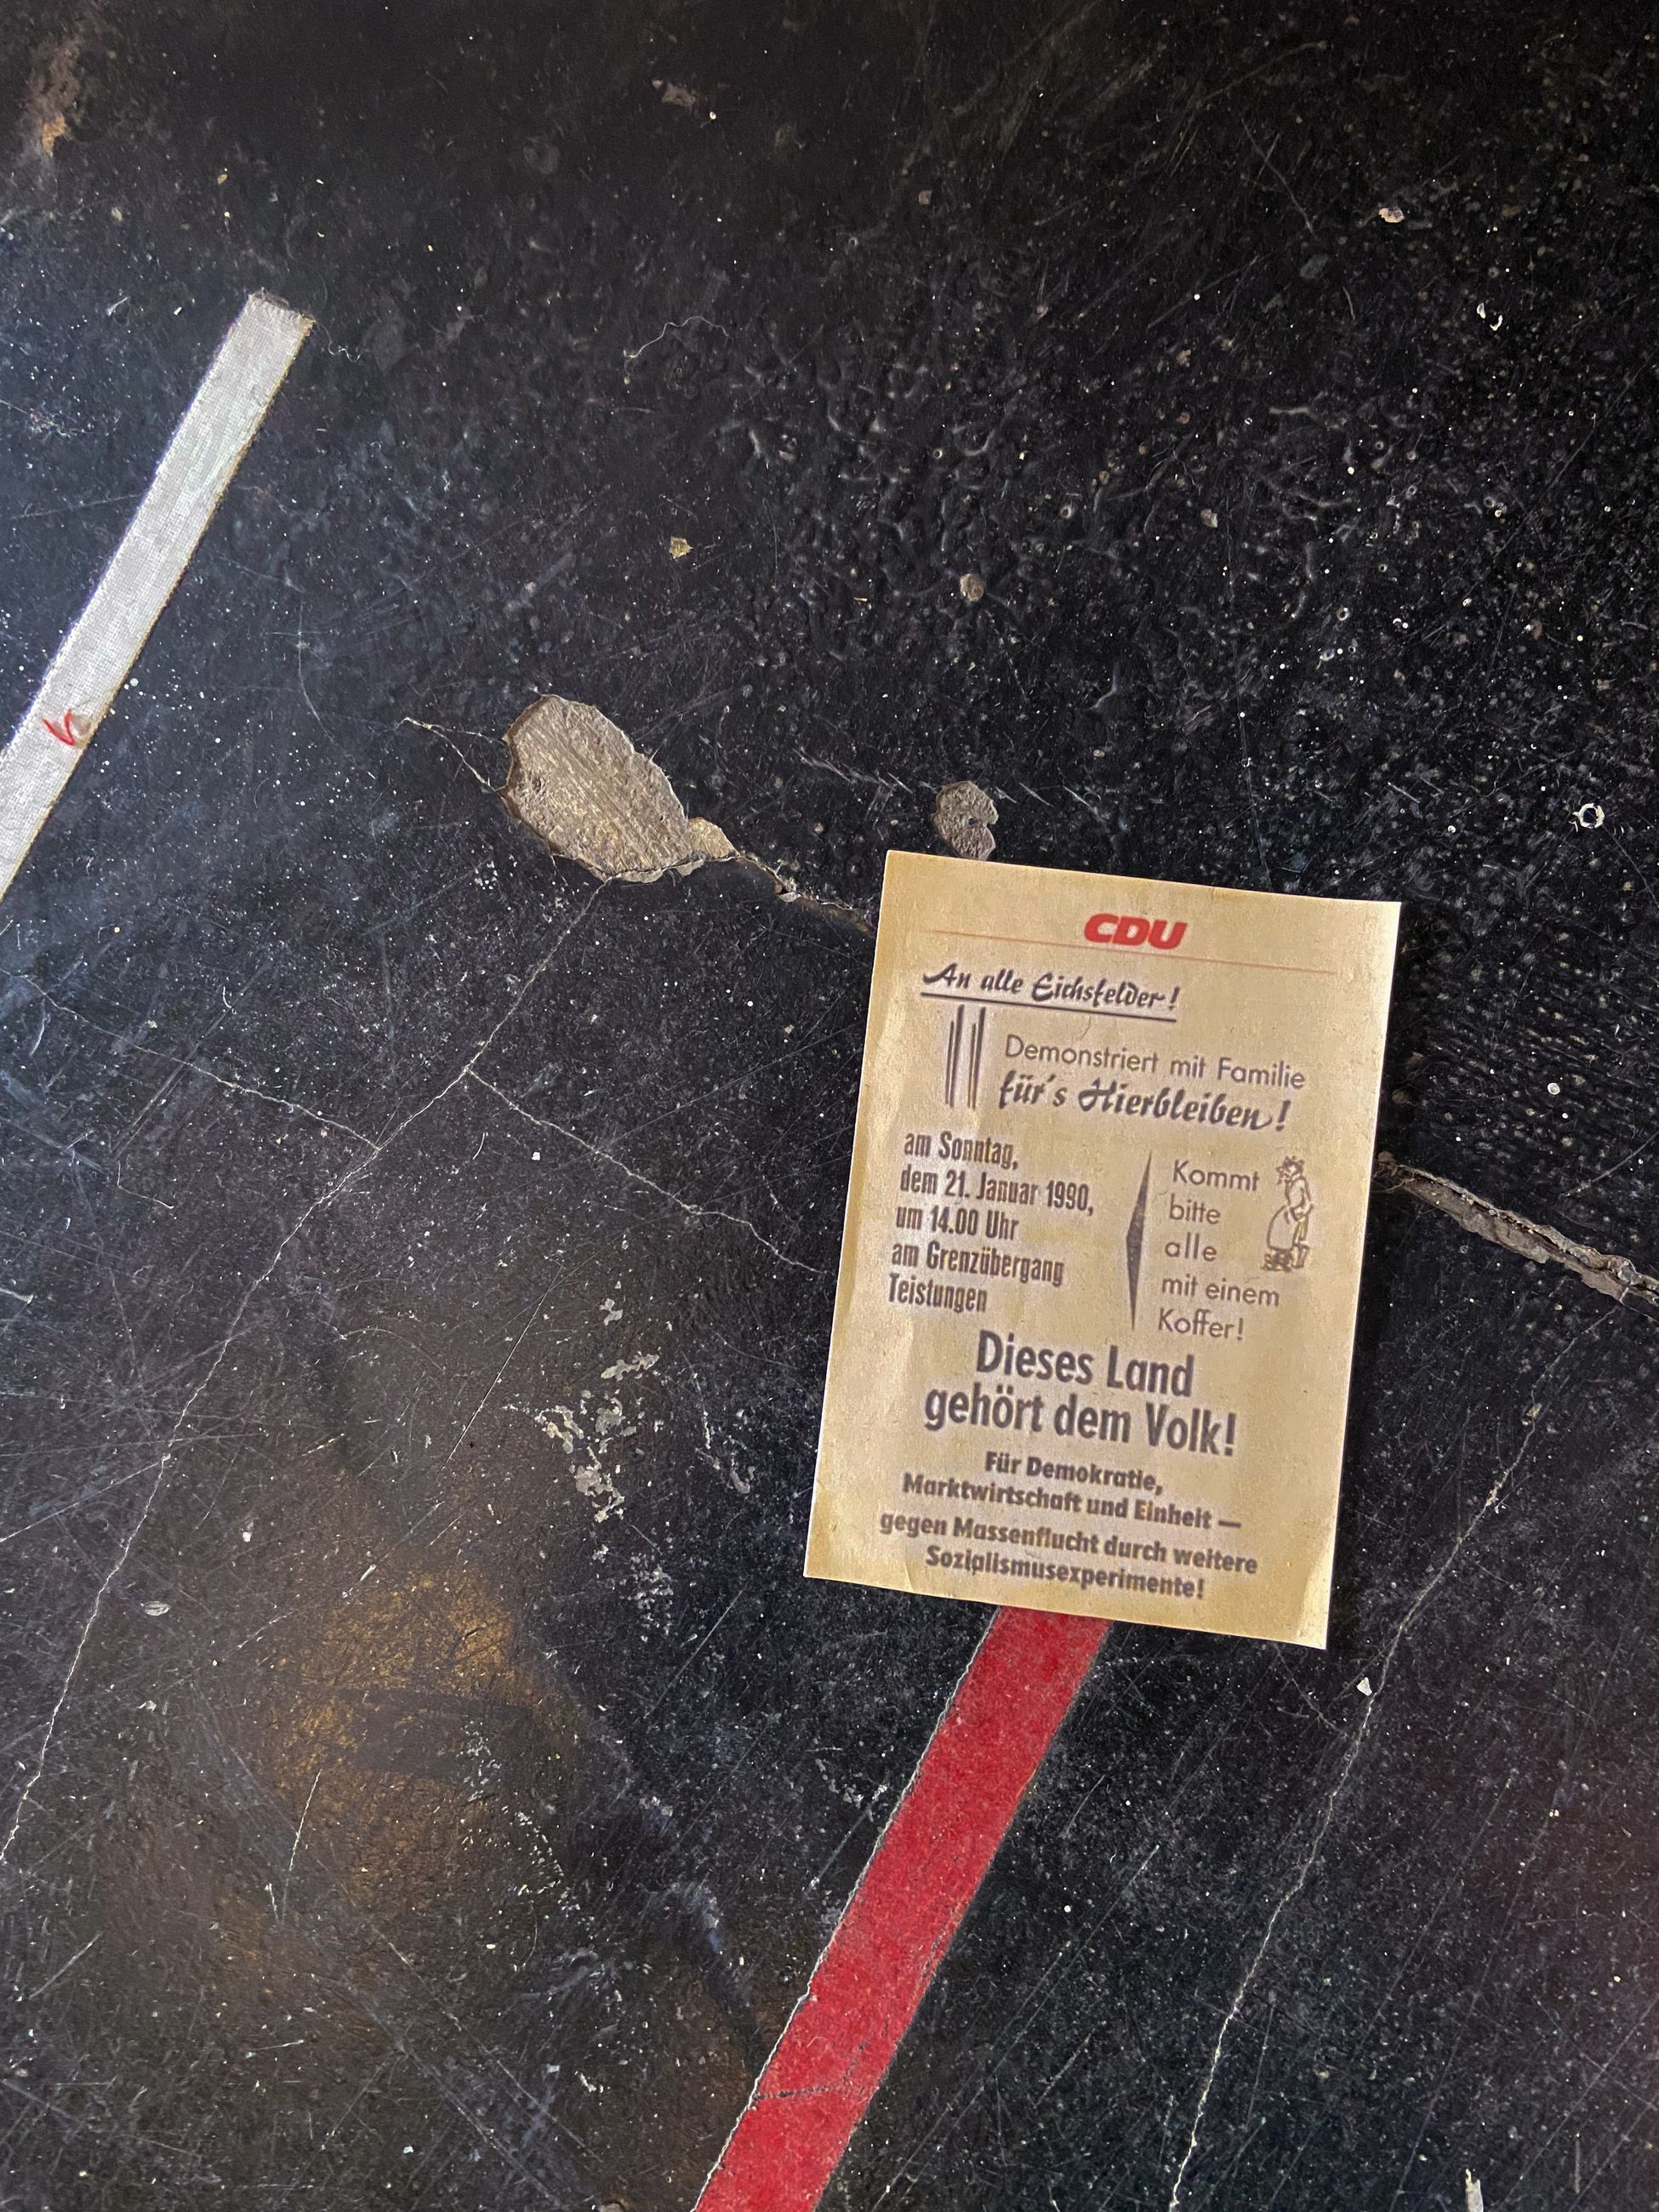 CDU
An alle Eichsfelder!
Demonstriert mit Familie
für's Hierbleiben!
am Sonntag,
dem 21. Januar 1990,
um 14.00 Uhr
am Grenzübergang
Teistungen
Kommt
bitte
alle
mit einem
Koffer!
Dieses Land
gehört dem Volk!
Für Demokratie,
Marktwirtschaft und Einheit —
gegen Massenflucht durch weitere
Sozialismusexperimente!